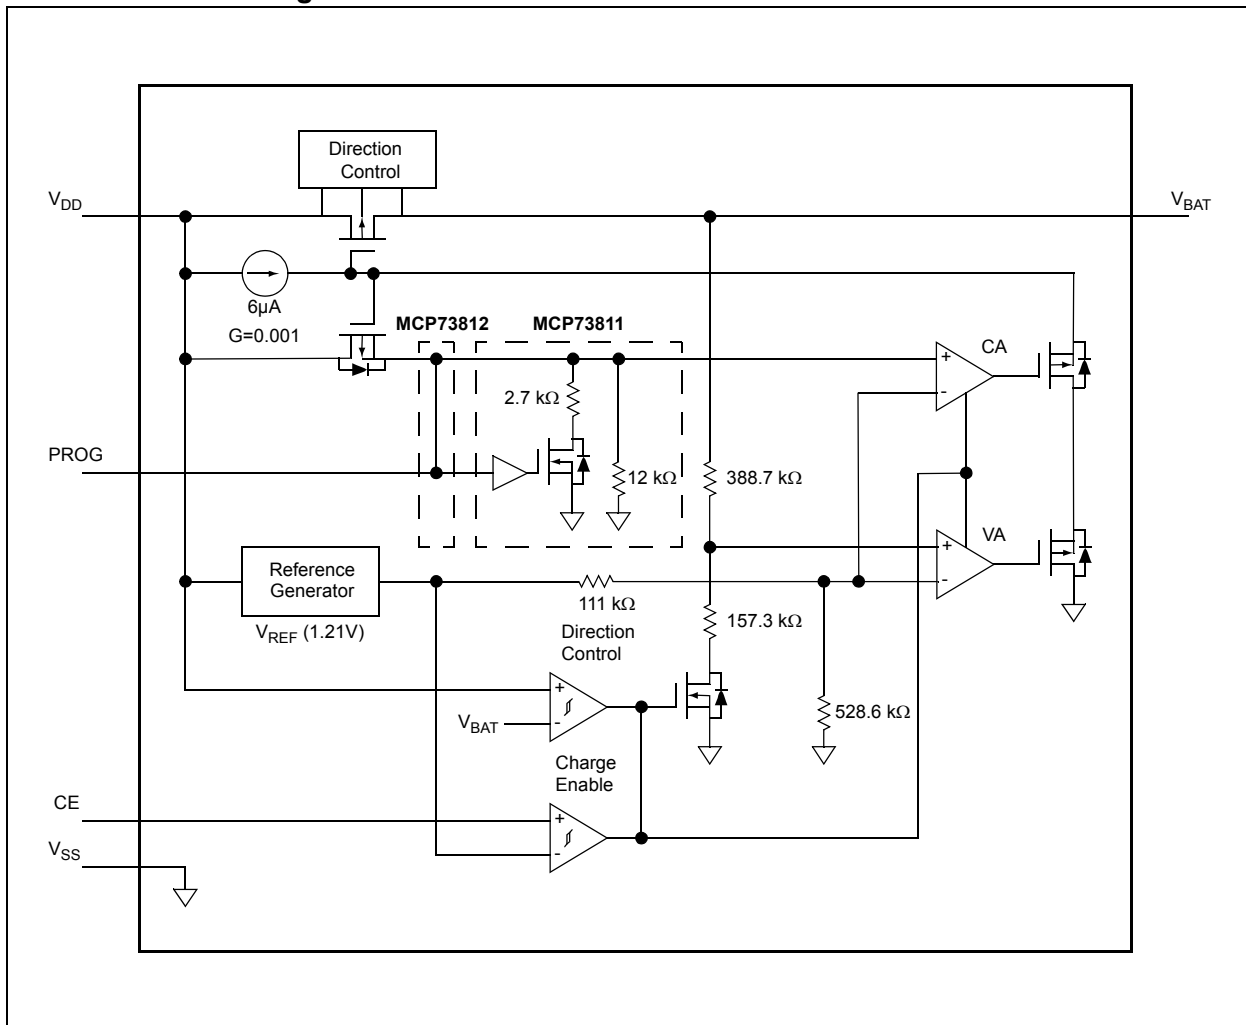 Direction
Control
V_DD
V_BAT
6µA
G=0.001
MCP73812
MCP73811
CA
+
-
2.7 kΩ
PROG
12 kΩ
388.7 kΩ
VA
+
-
Reference
Generator
111 kΩ
157.3 kΩ
V_REF (1.21V)
Direction
Control
+
V_BAT
-
528.6 kΩ
Charge
Enable
CE
+
-
V_SS